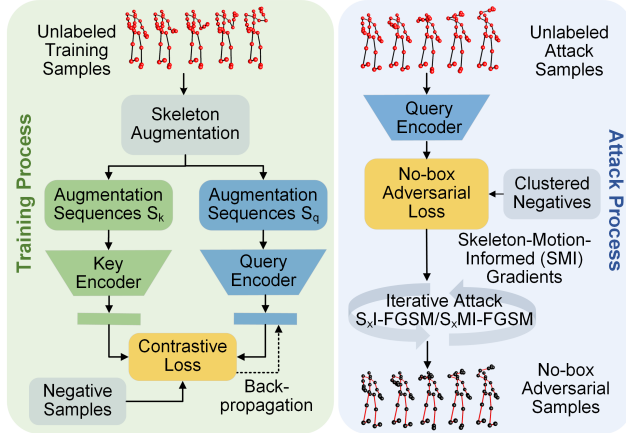 Training Process
Unlabeled
Training
Samples
Skeleton
Augmentation
Augmentation
Sequences Sk
Augmentation
Sequences Sq
Key
Encoder
Query
Encoder
Contrastive
Loss
Negative
Samples
Back-
propagation
Unlabeled
Attack
Samples
Query
Encoder
No-box
Adversarial
Loss
Clustered
Negatives
Skeleton-Motion-
Informed (SMI)
Gradients
Iterative Attack
SxI-FGSM/SxMI-FGSM
No-box
Adversarial
Samples
Attack Process